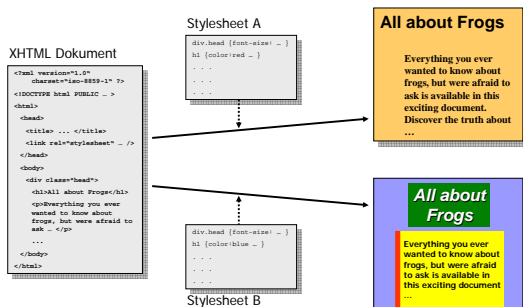 XHTML Dokument
<?xml version="1.0"
charset="iso-8859-1" ?>
<!DOCTYPE html PUBLIC … >
<html>
<head>
<title> ... </title>
<link rel="stylesheet" … />
</head>
<body>
<div class="head">
<h1>All about Frogs</h1>
<p>Everything you ever
wanted to know about
frogs, but were afraid to
ask … </p>
...
</body>
</html>
Stylesheet A
div.head {font-size: … }
h1 {color:red … }
. . .
. . .
. . .
All about Frogs
Everything you ever
wanted to know about
frogs, but were afraid to
ask is available in this
exciting document.
Discover the truth about
…
div.head {font-size: … }
h1 {color:blue … }
. . .
. . .
. . .
Stylesheet B
All about
Frogs
Everything you ever
wanted to know about
frogs, but were afraid
to ask is available in
this exciting document
…